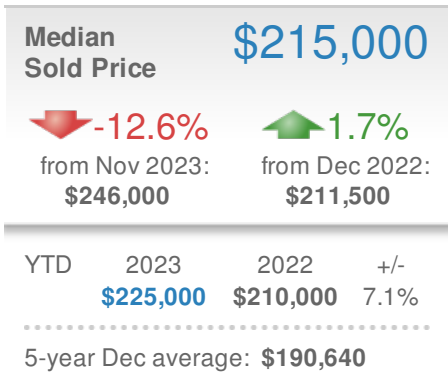 Median
Sold Price
$215,000
-12.6%
from Nov 2023:
$246,000
1.7%
from Dec 2022:
$211,500
YTD 2023 2022 +/-
$225,000 $210,000 7.1%
5-year Dec average: $190,640